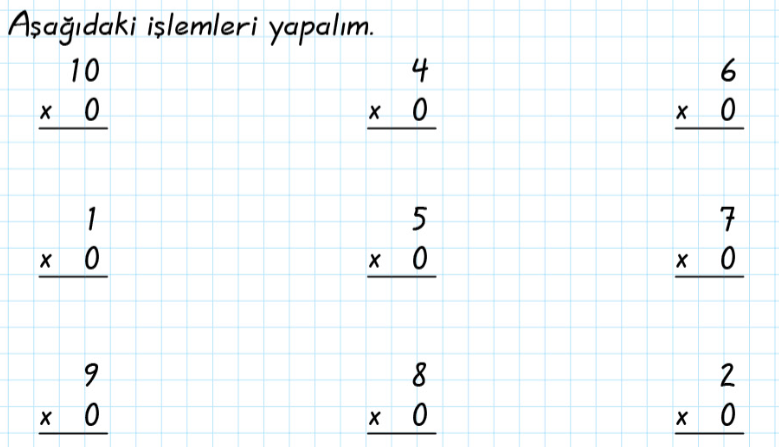 Aşağıdaki işlemleri yapalım.
10 4 6
x 0 x 0 x 0
1 5 7
x 0 x 0 x 0
9 8 2
x 0 x 0 x 0